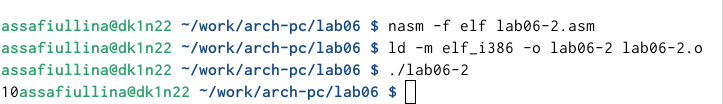 assafiullina@dk1n22 ~/work/arch-pc/lab06 $ nasm -f elf lab06-2.asm
assafiullina@dk1n22 ~/work/arch-pc/lab06 $ ld -m elf_i386 -o lab06-2 lab06-2.o
assafiullina@dk1n22 ~/work/arch-pc/lab06 $ ./lab06-2
10assafiullina@dk1n22 ~/work/arch-pc/lab06 $